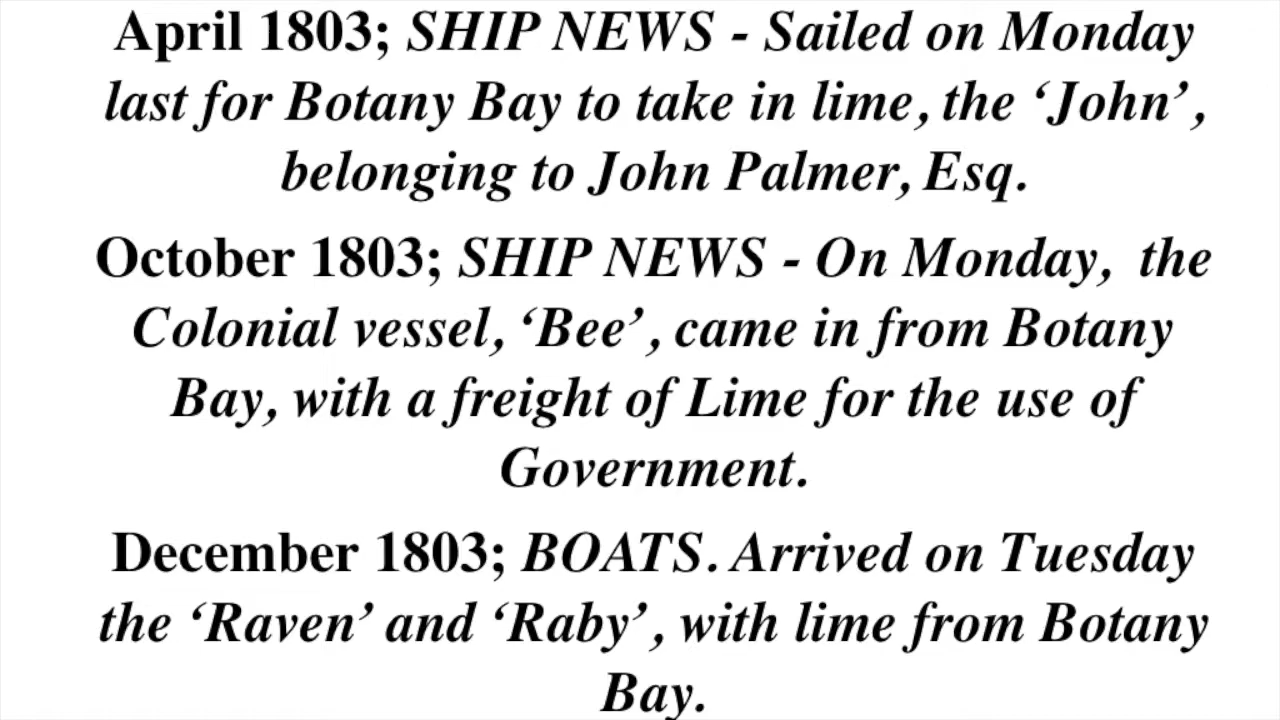 April 1803; SHIP NEWS - Sailed on Monday
last for Botany Bay to take in lime, the ‘John’,
belonging to John Palmer, Esq.
October 1803; SHIP NEWS - On Monday, the
Colonial vessel, ‘Bee’, came in from Botany
Bay, with a freight of Lime for the use of
Government.
December 1803; BOATS. Arrived on Tuesday
the ‘Raven’ and ‘Raby’, with lime from Botany
Bay.